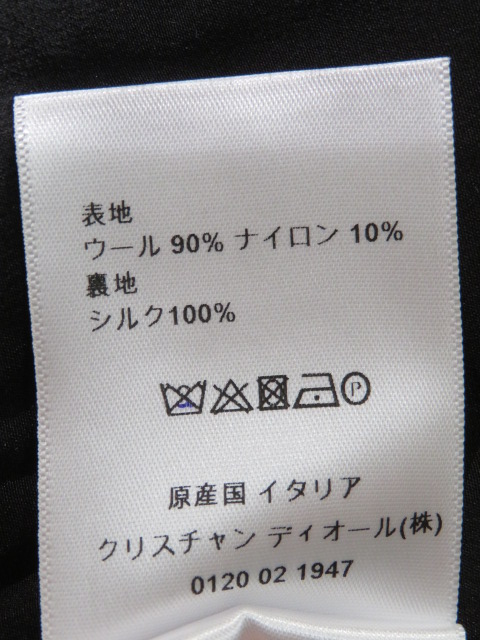 表地
ウール 90% ナイロン 10%
裏地
シルク100%
P
原産国 イタリア
クリスチャン ディオール(株)
0120 02 1947